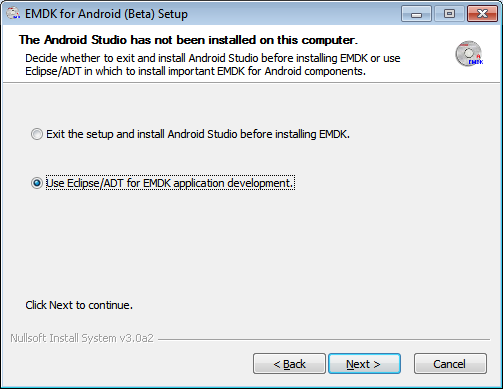 EMDK for Android (Beta) Setup
The Android Studio has not been installed on this computer.
Decide whether to exit and install Android Studio before installing EMDK or use
Eclipse/ADT in which to install important EMDK for Android components.
EMDK
Exit the setup and install Android Studio before installing EMDK.
Use Eclipse/ADT for EMDK application development.
Click Next to continue.
Nullsoft Install System v3.0a2
< Back Next > Cancel